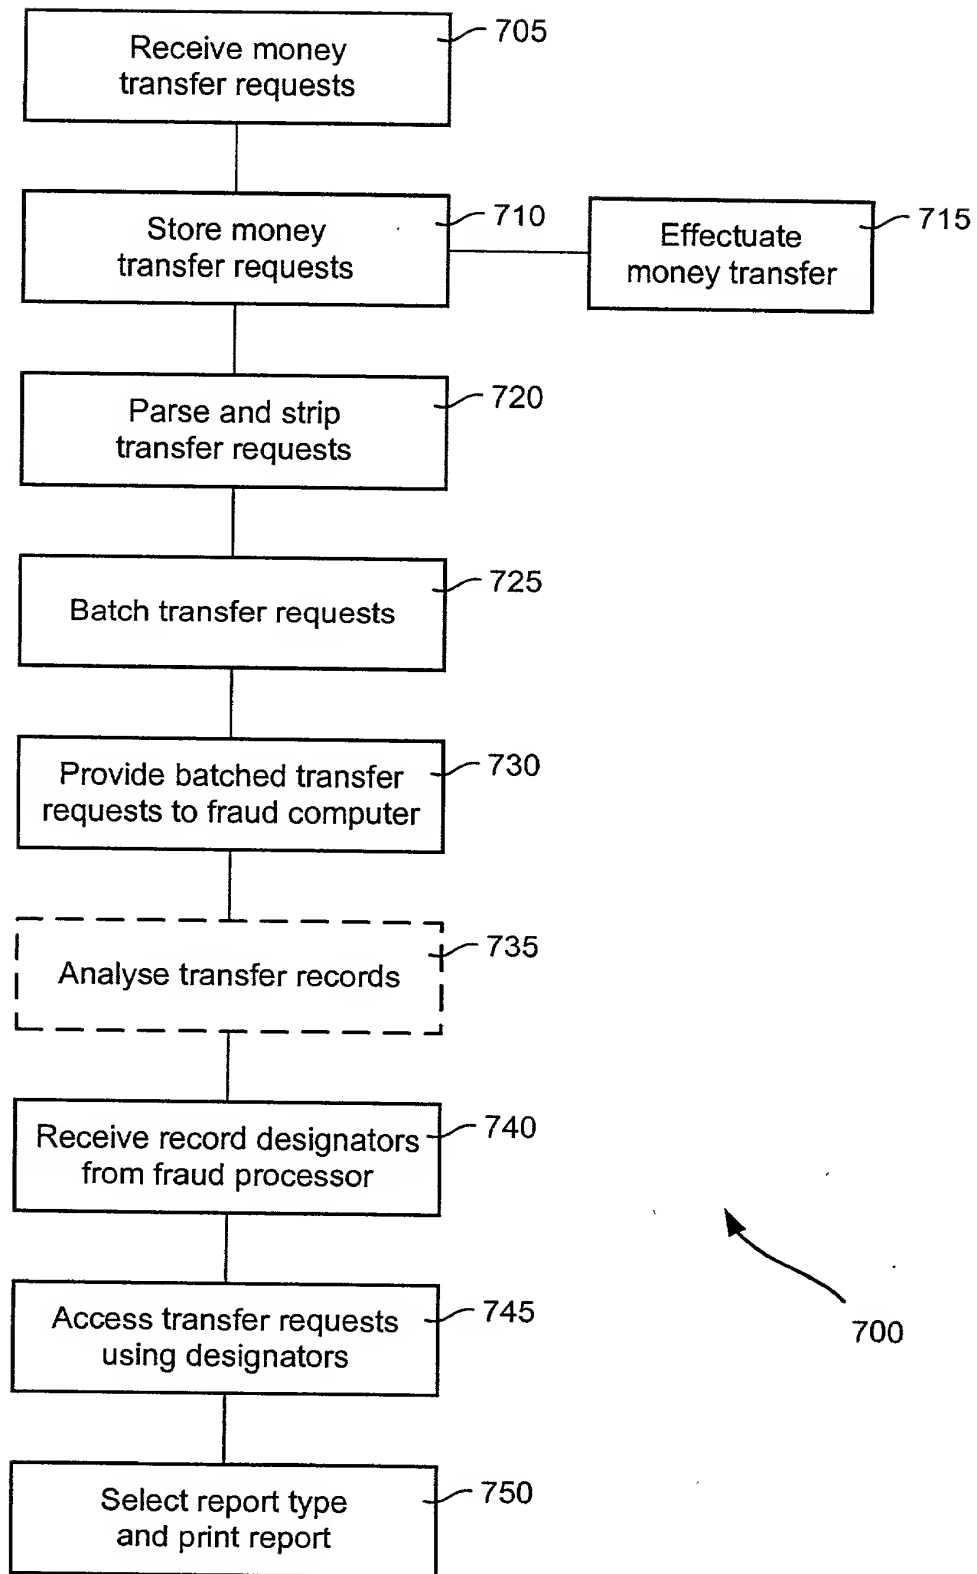 Receive money
transfer requests
705
Store money
transfer requests
710
Effectuate
money transfer
715
Parse and strip
transfer requests
720
Batch transfer requests
725
Provide batched transfer
requests to fraud computer
730
Analyse transfer records
735
Receive record designators
from fraud processor
740
Access transfer requests
using designators
745
Select report type
and print report
750
700